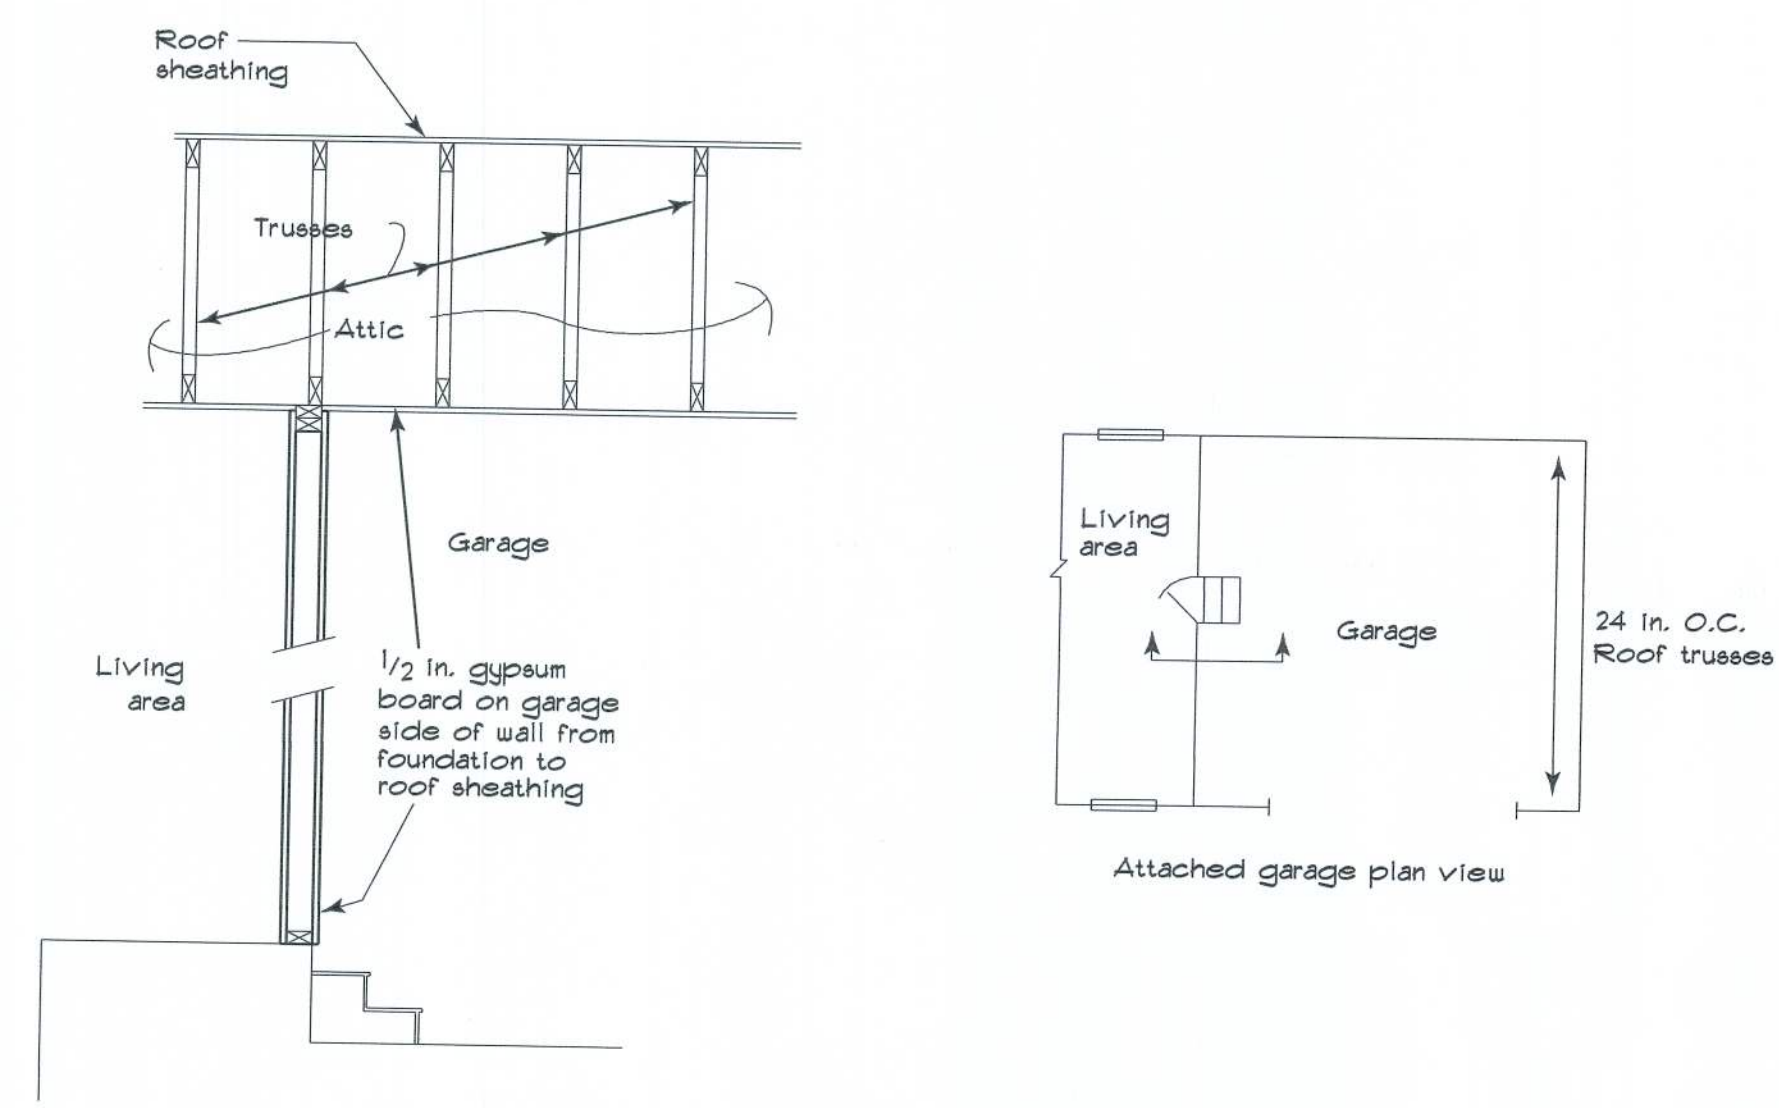 Roof
sheathing
Trusses
Attic
Garage
Living
area
1/2 in. gypsum
board on garage
side of wall from
foundation to
roof sheathing
Living
area
Garage
24 in. O.C.
Roof trusses
Attached garage plan view